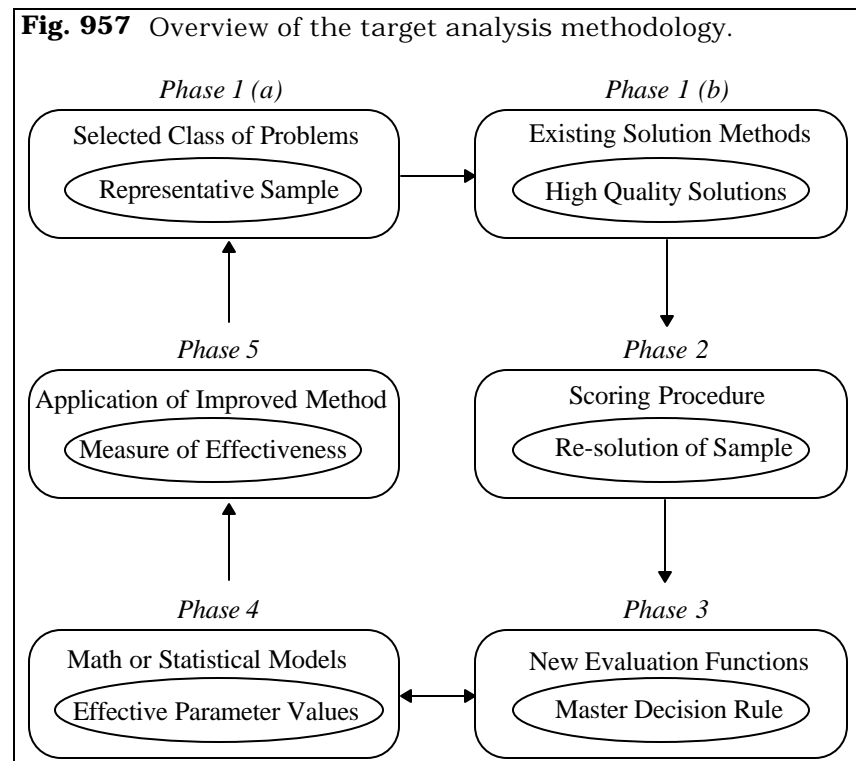 Fig. 957 Overview of the target analysis methodology.
Phase 1 (a)
Selected Class of Problems
Representative Sample
Phase 1 (b)
Existing Solution Methods
High Quality Solutions
Phase 5
Application of Improved Method
Measure of Effectiveness
Phase 2
Scoring Procedure
Re-solution of Sample
Phase 4
Math or Statistical Models
Effective Parameter Values
Phase 3
New Evaluation Functions
Master Decision Rule